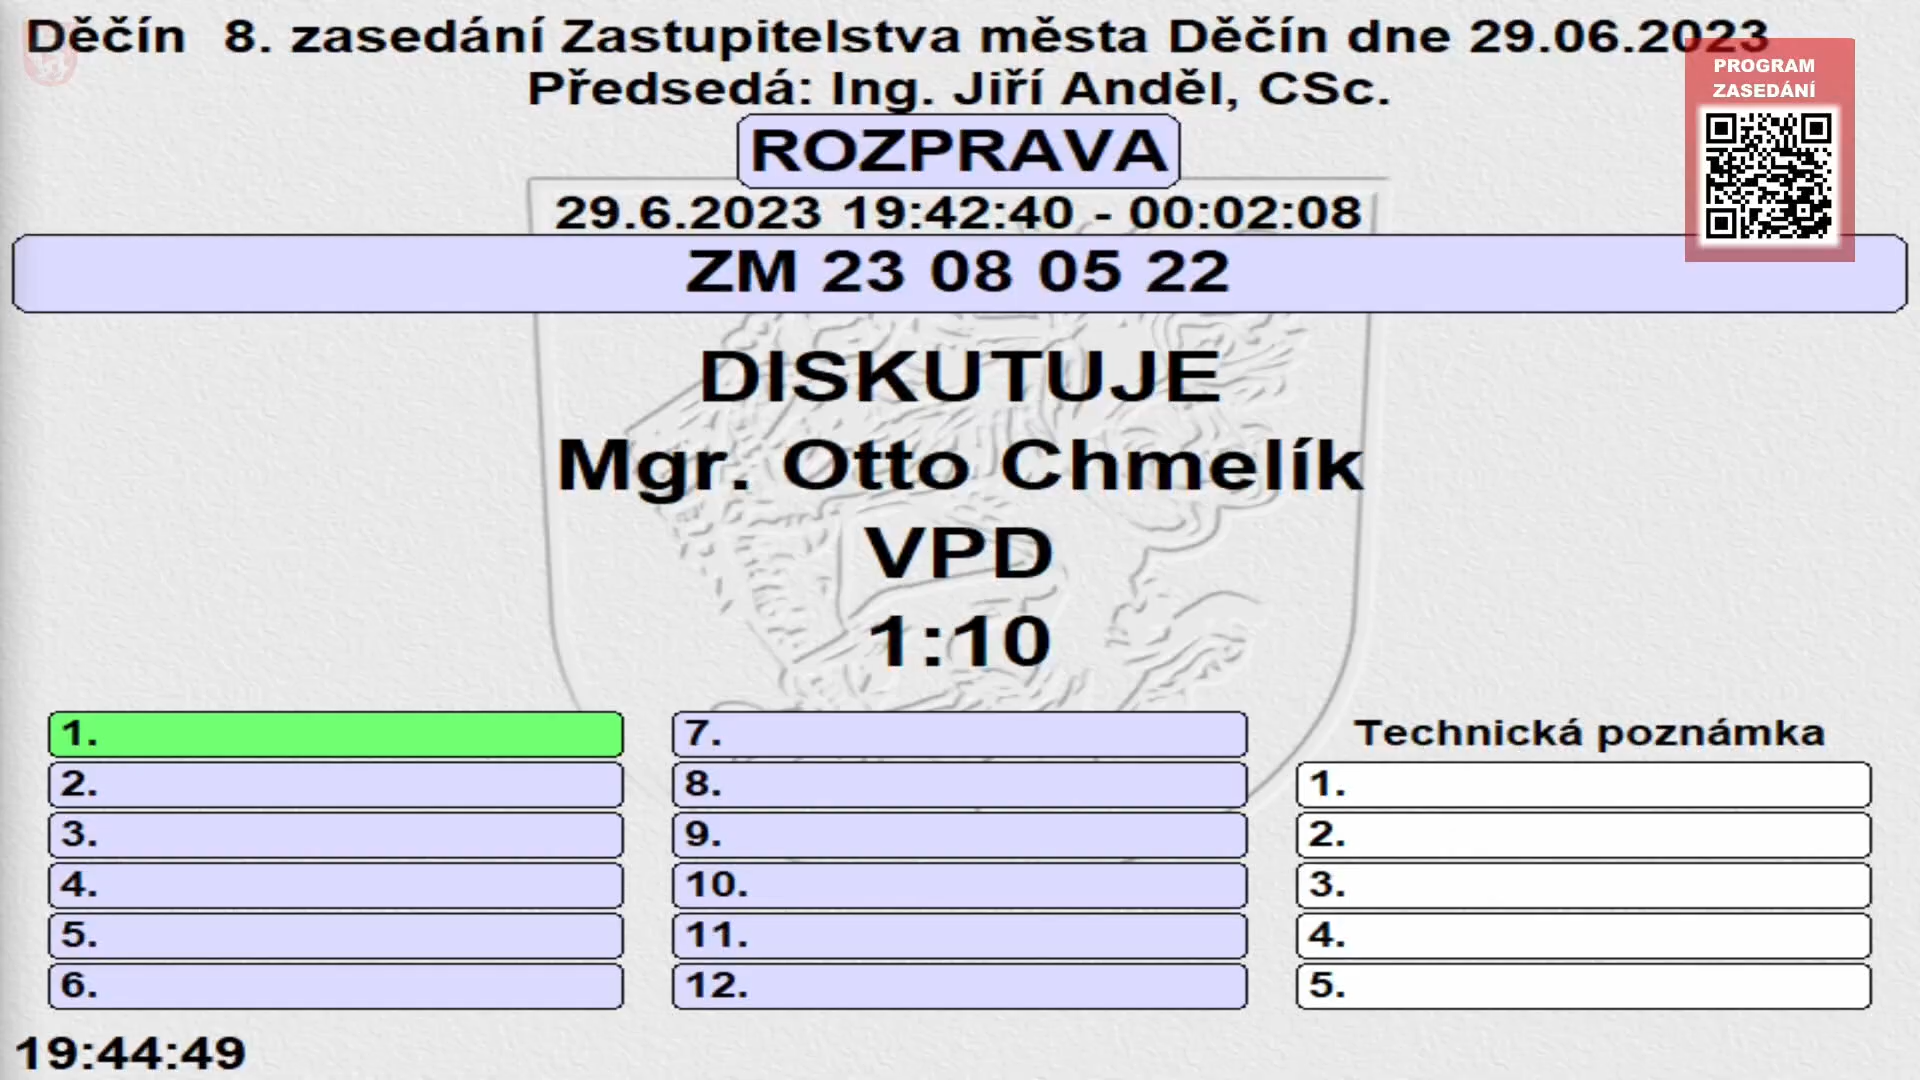 Děčín 8. zasedání Zastupitelstva města Děčín dne 29.06.2023
Předsedá: Ing. Jiří Anděl, CSc.
PROGRAM
ZASEDÁNÍ
ROZPRAVA
29.6.2023 19:42:40 - 00:02:08
ZM 23 08 05 22
DISKUTUJE
Mgr. Otto Chmelík
VPD
1:10
1.
2.
3.
4.
5.
6.
7.
8.
9.
10.
11.
12.
Technická poznámka
1.
2.
3.
4.
5.
19:44:49